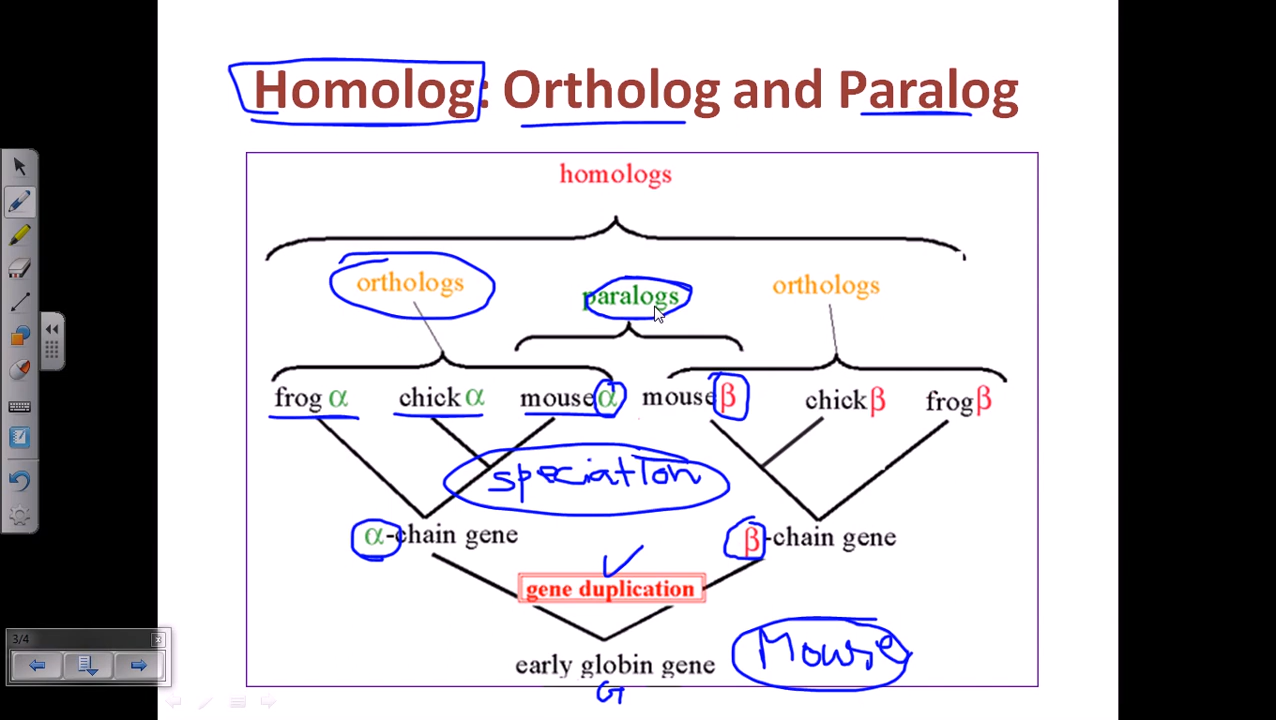 Homolog: Ortholog and Paralog
homologs
orthologs
paralogs
orthologs
frog α chick α mouse α mouse β chick β frog β
speciation
α-chain gene β-chain gene
gene duplication
Mouse
early globin gene
G
3/4